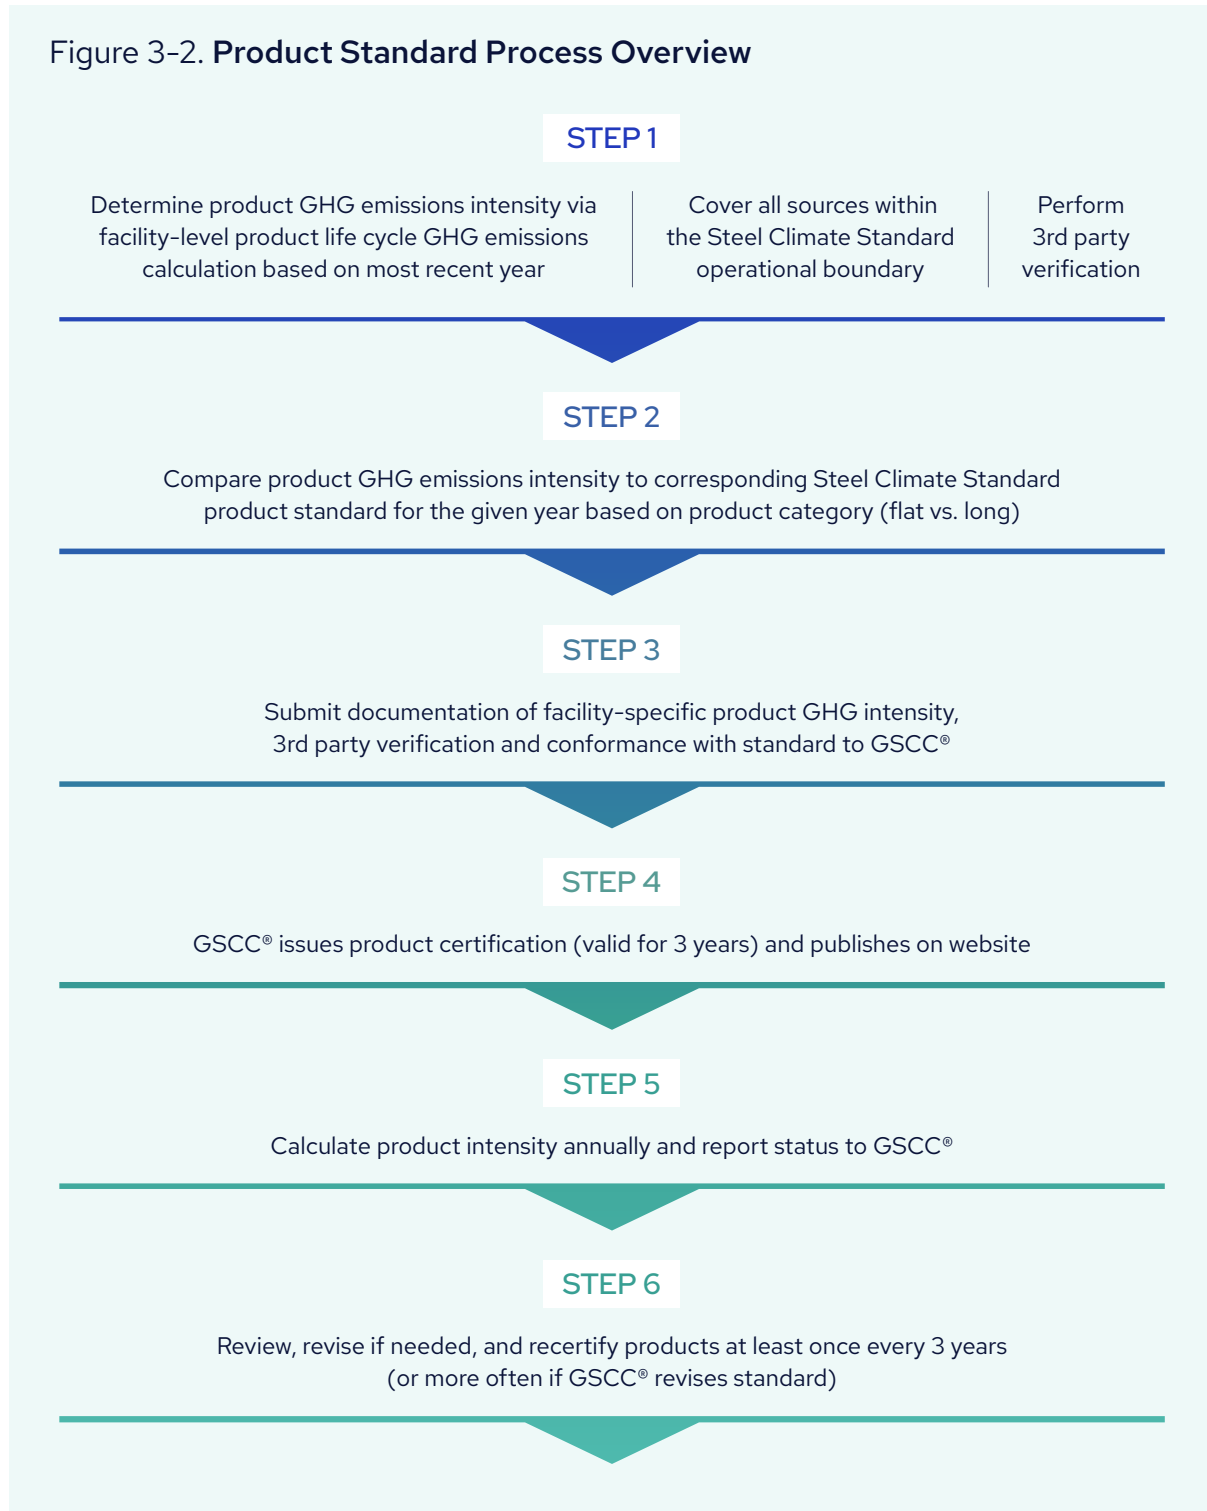 Figure 3-2. Product Standard Process Overview
STEP 1
Determine product GHG emissions intensity via
facility-level product life cycle GHG emissions
calculation based on most recent year
Cover all sources within
the Steel Climate Standard
operational boundary
Perform
3rd party
verification
STEP 2
Compare product GHG emissions intensity to corresponding Steel Climate Standard
product standard for the given year based on product category (flat vs. long)
STEP 3
Submit documentation of facility-specific product GHG intensity,
3rd party verification and conformance with standard to GSCC®
STEP 4
GSCC® issues product certification (valid for 3 years) and publishes on website
STEP 5
Calculate product intensity annually and report status to GSCC®
STEP 6
Review, revise if needed, and recertify products at least once every 3 years
(or more often if GSCC® revises standard)